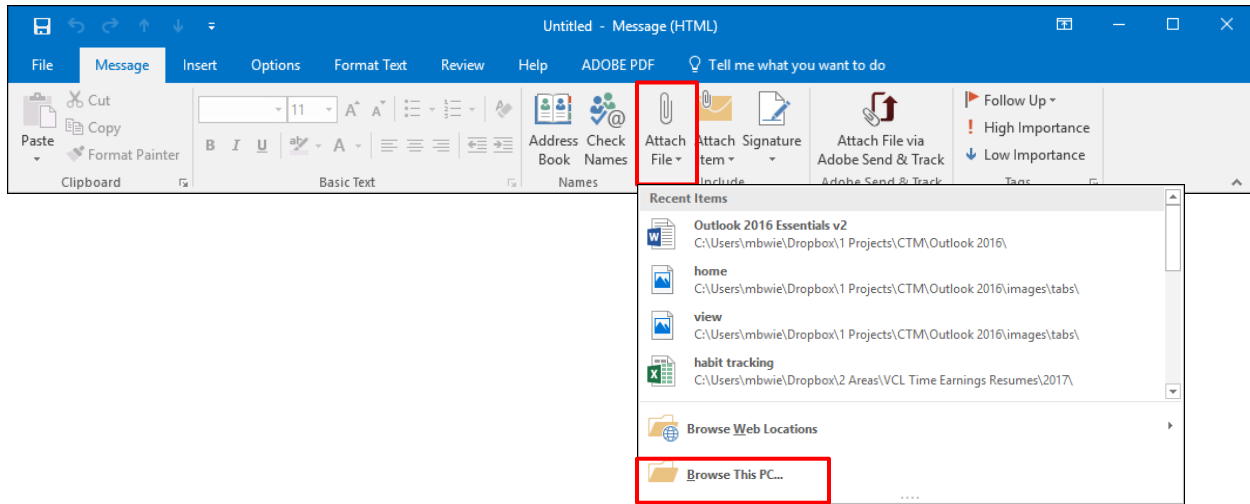 Untitled - Message (HTML)
File Message Insert Options Format Text Review Help ADOBE PDF Tell me what you want to do
Paste
Cut
Copy
Format Painter
Clipboard
11
B I U
A
Basic Text
Address Book
Check Names
Names
Attach File
Attach Item
Signature
Include
Attach File via
Adobe Send & Track
Adobe Send & Track
Follow Up
High Importance
Low Importance
Tags
Recent Items
Outlook 2016 Essentials v2
C:\Users\mbwie\Dropbox\1 Projects\CTM\Outlook 2016\
home
C:\Users\mbwie\Dropbox\1 Projects\CTM\Outlook 2016\images\tabs\
view
C:\Users\mbwie\Dropbox\1 Projects\CTM\Outlook 2016\images\tabs\
habit tracking
C:\Users\mbwie\Dropbox\2 Areas\VCL Time Earnings Resumes\2017\
Browse Web Locations
Browse This PC...